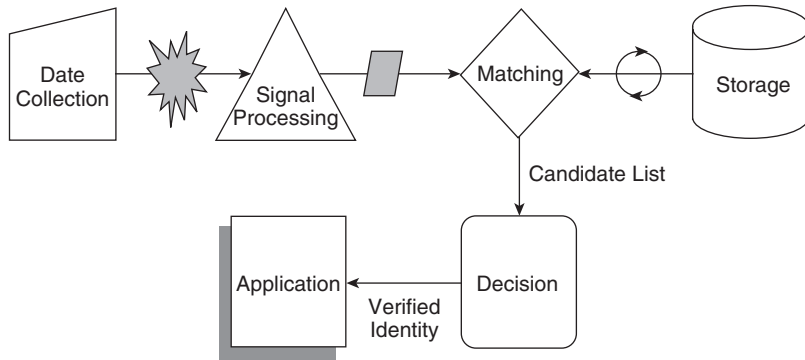 Date
Collection
Signal
Processing
Matching
Storage
Candidate List
Application
Verified
Identity
Decision